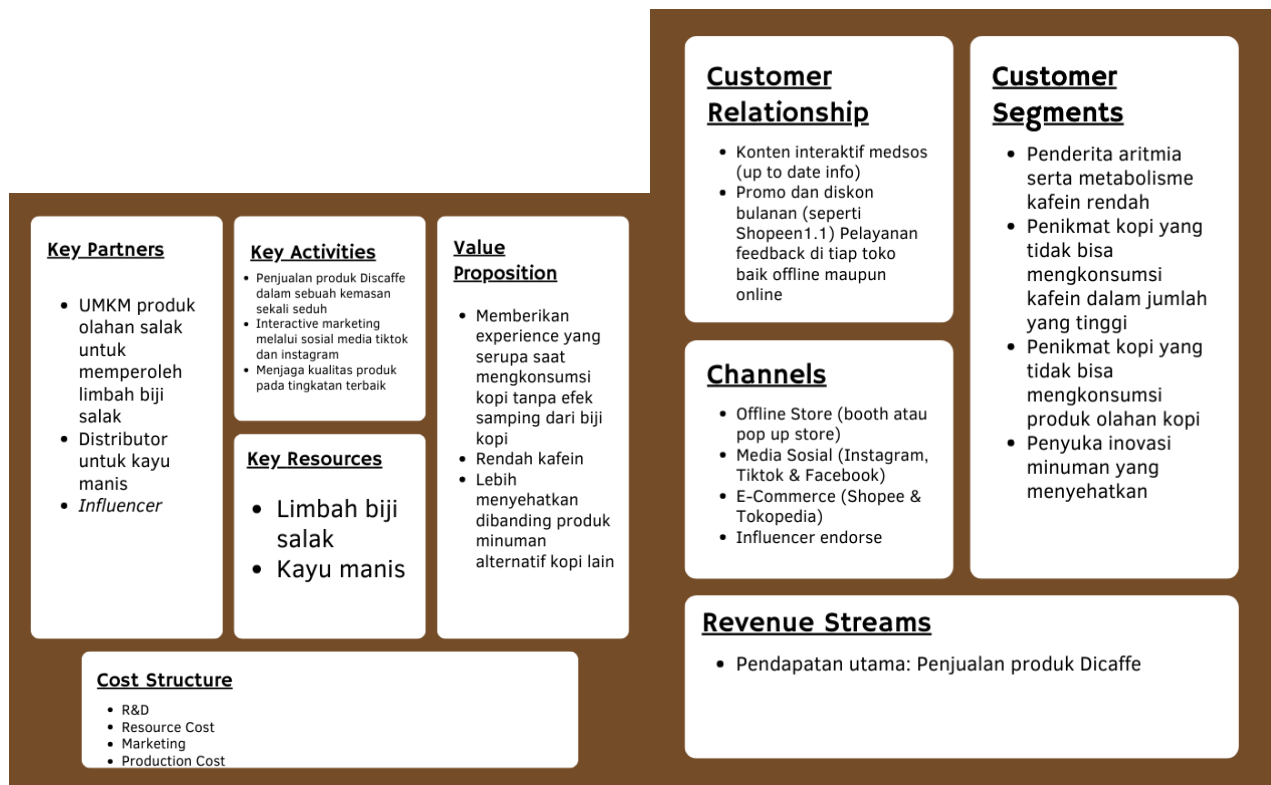 Key Partners
UMKM produk
olahan salak
untuk
memperoleh
limbah biji
salak
Distributor
untuk kayu
manis
Influencer
Key Activities
Penjualan produk Discaffe
dalam sebuah kemasan
sekali seduh
Interactive marketing
melalui sosial media tiktok
dan instagram
Menjaga kualitas produk
pada tingkatan terbaik
Key Resources
Limbah biji
salak
Kayu manis
Value
Proposition
Memberikan
experience yang
serupa saat
mengkonsumsi
kopi tanpa efek
samping dari biji
kopi
Rendah kafein
Lebih
menyehatkan
dibanding produk
minuman
alternatif kopi lain
Cost Structure
R&D
Resource Cost
Marketing
Production Cost
Customer
Relationship
Konten interaktif medsos
(up to date info)
Promo dan diskon
bulanan (seperti
Shopeen1.1) Pelayanan
feedback di tiap toko
baik offline maupun
online
Channels
Offline Store (booth atau
pop up store)
Media Sosial (Instagram,
Tiktok & Facebook)
E-Commerce (Shopee &
Tokopedia)
Influencer endorse
Customer
Segments
Penderita aritmia
serta metabolisme
kafein rendah
Penikmat kopi yang
tidak bisa
mengkonsumsi
kafein dalam jumlah
yang tinggi
Penikmat kopi yang
tidak bisa
mengkonsumsi
produk olahan kopi
Penyuka inovasi
minuman yang
menyehatkan
Revenue Streams
Pendapatan utama: Penjualan produk Dicaffe